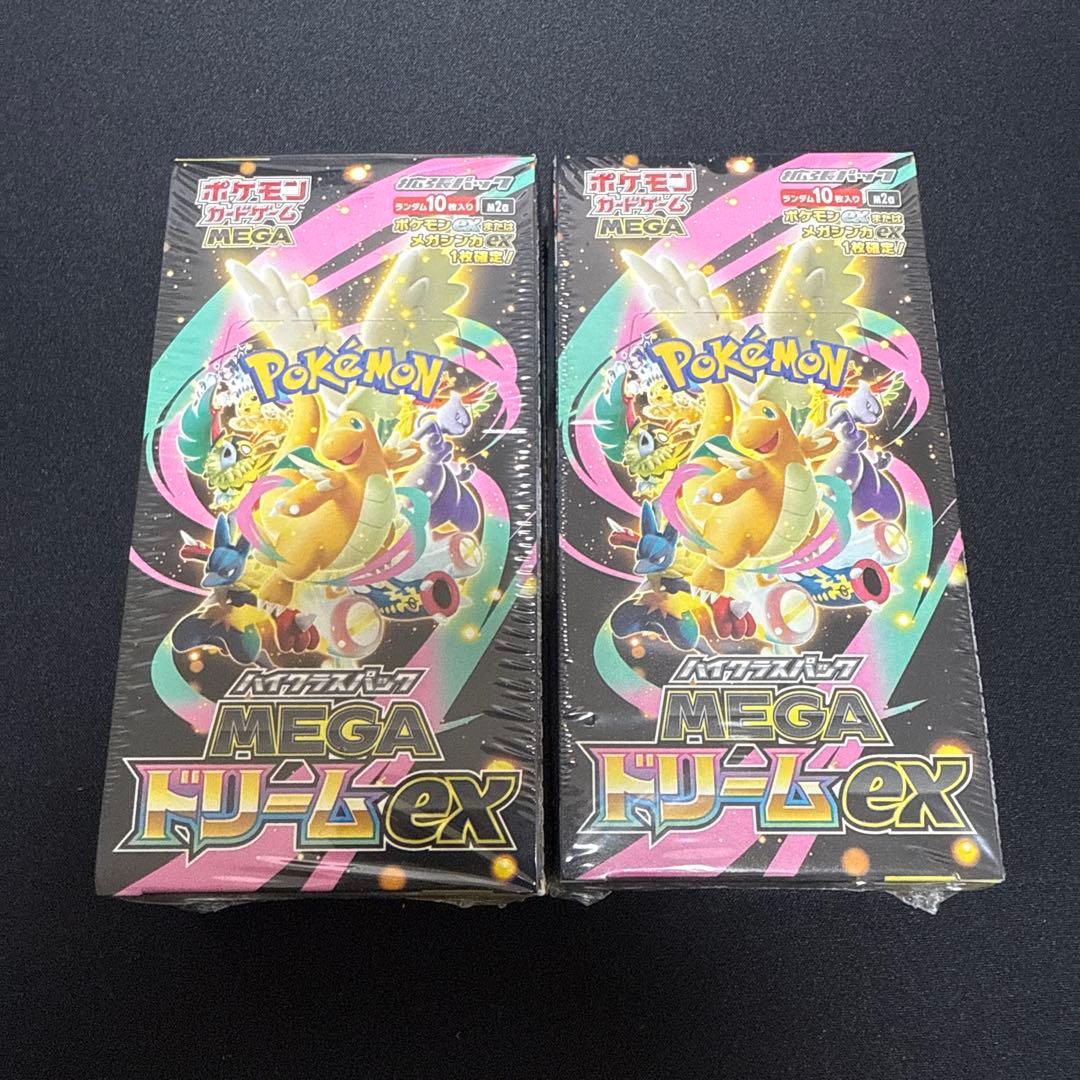 ポケモン
カードゲーム
MEGA
拡張パック
ランダム10枚入り
M2a
ポケモンexまたは
メガシンカex
1枚確定!
POKéMON
ハイクラスパック
MEGA
ドリームex
ポケモン
カードゲーム
MEGA
拡張パック
ランダム10枚入り
M2a
ポケモンexまたは
メガシンカex
1枚確定!
POKéMON
ハイクラスパック
MEGA
ドリームex